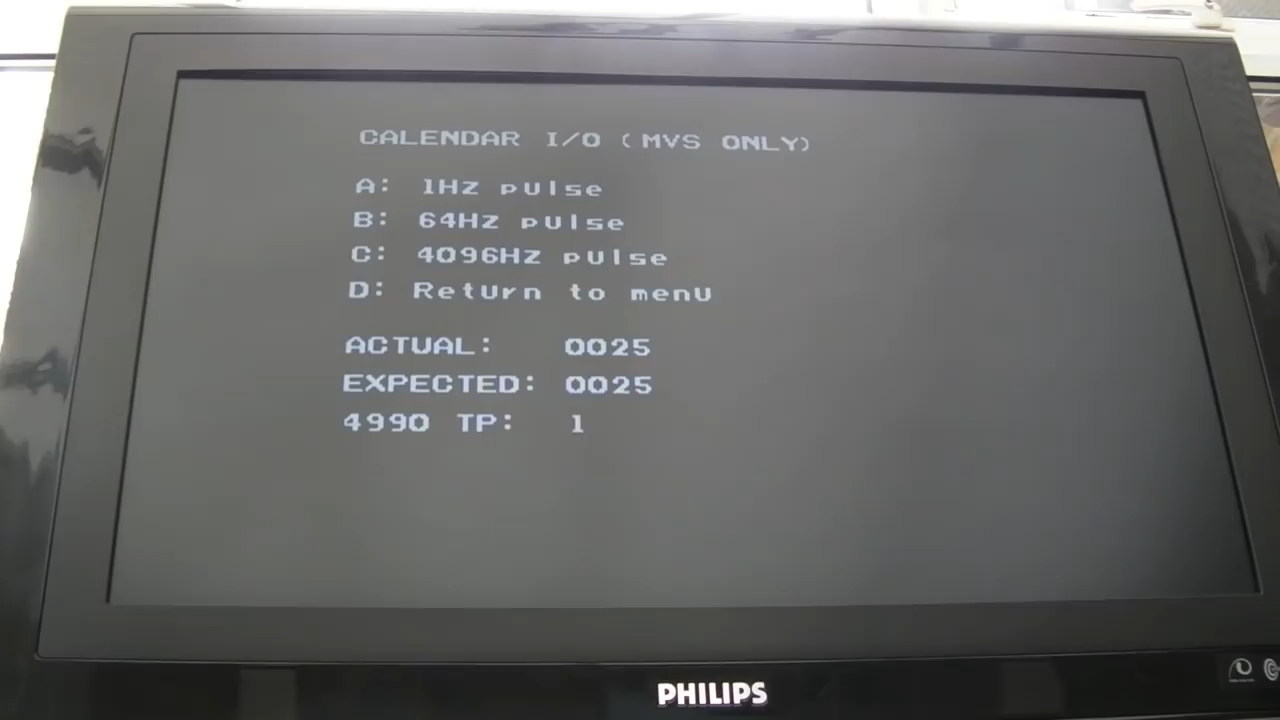 CALENDAR I/O (MVS ONLY)
A: 1Hz pulse
B: 64Hz pulse
C: 4096Hz pulse
D: Return to menu
ACTUAL: 0025
EXPECTED: 0025
4990 TP: 1
PHILIPS